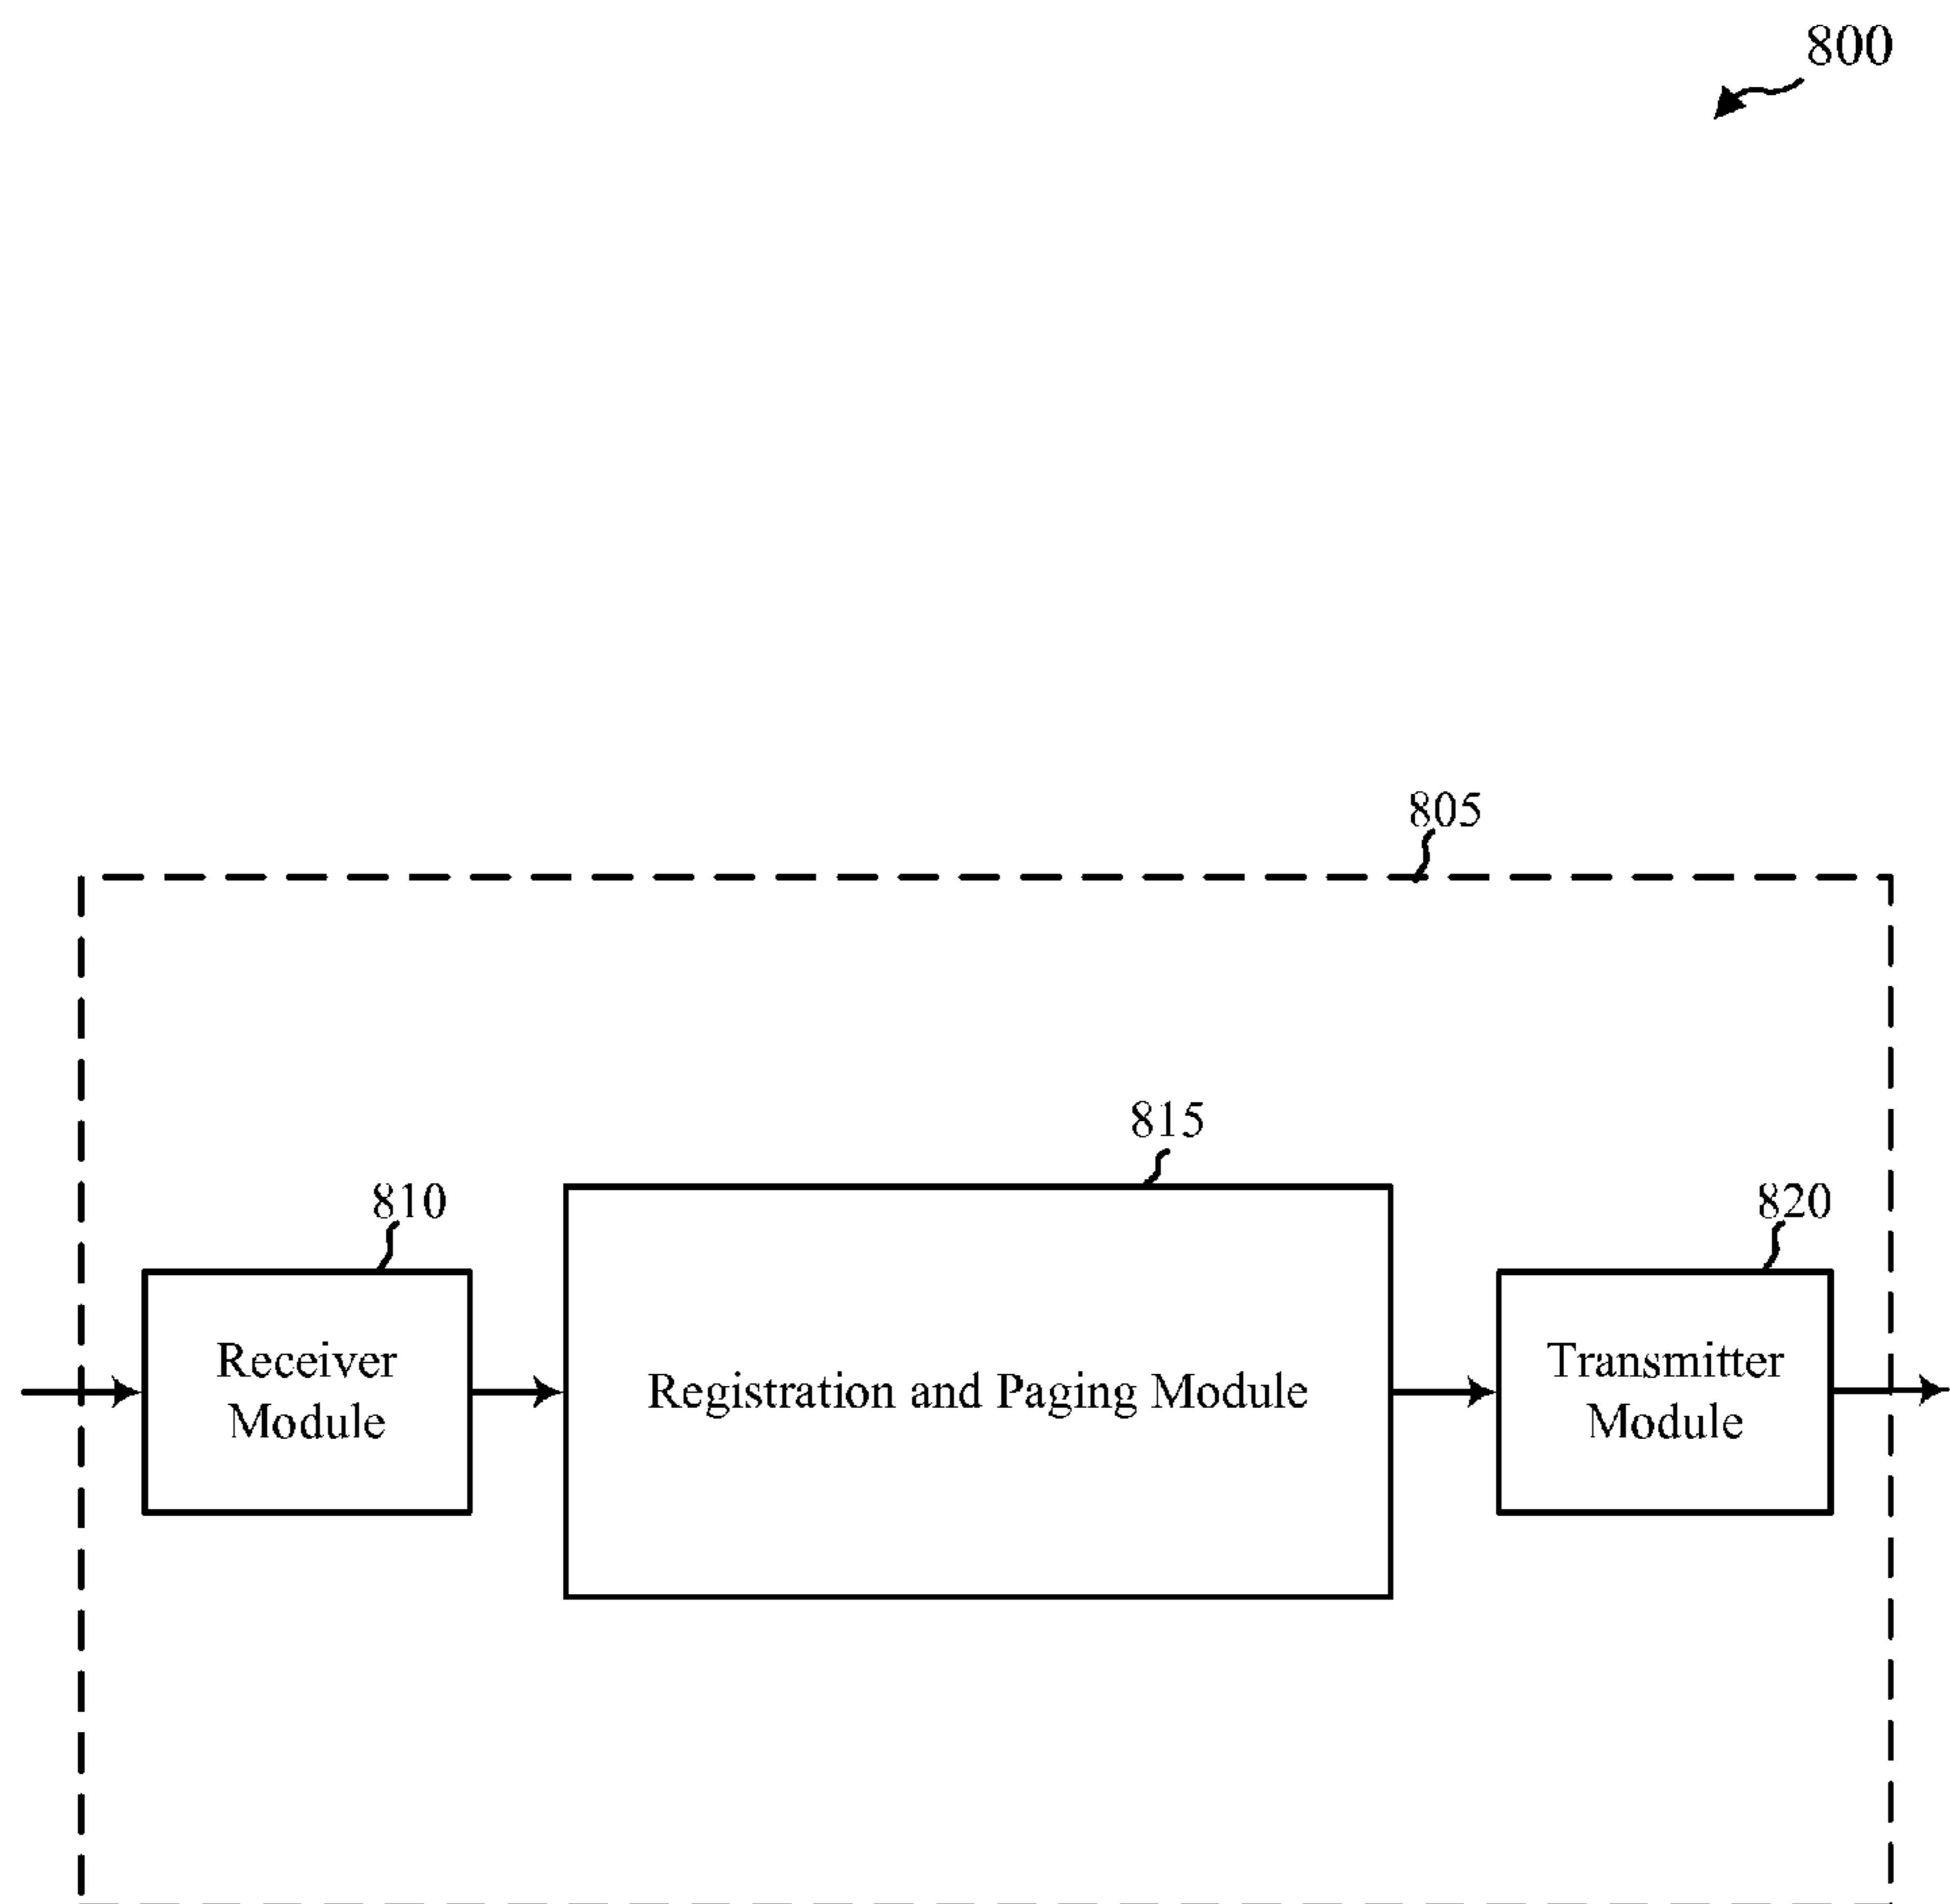 800
805
815
810
820
Receiver
Module
Registration and Paging Module
Transmitter
Module